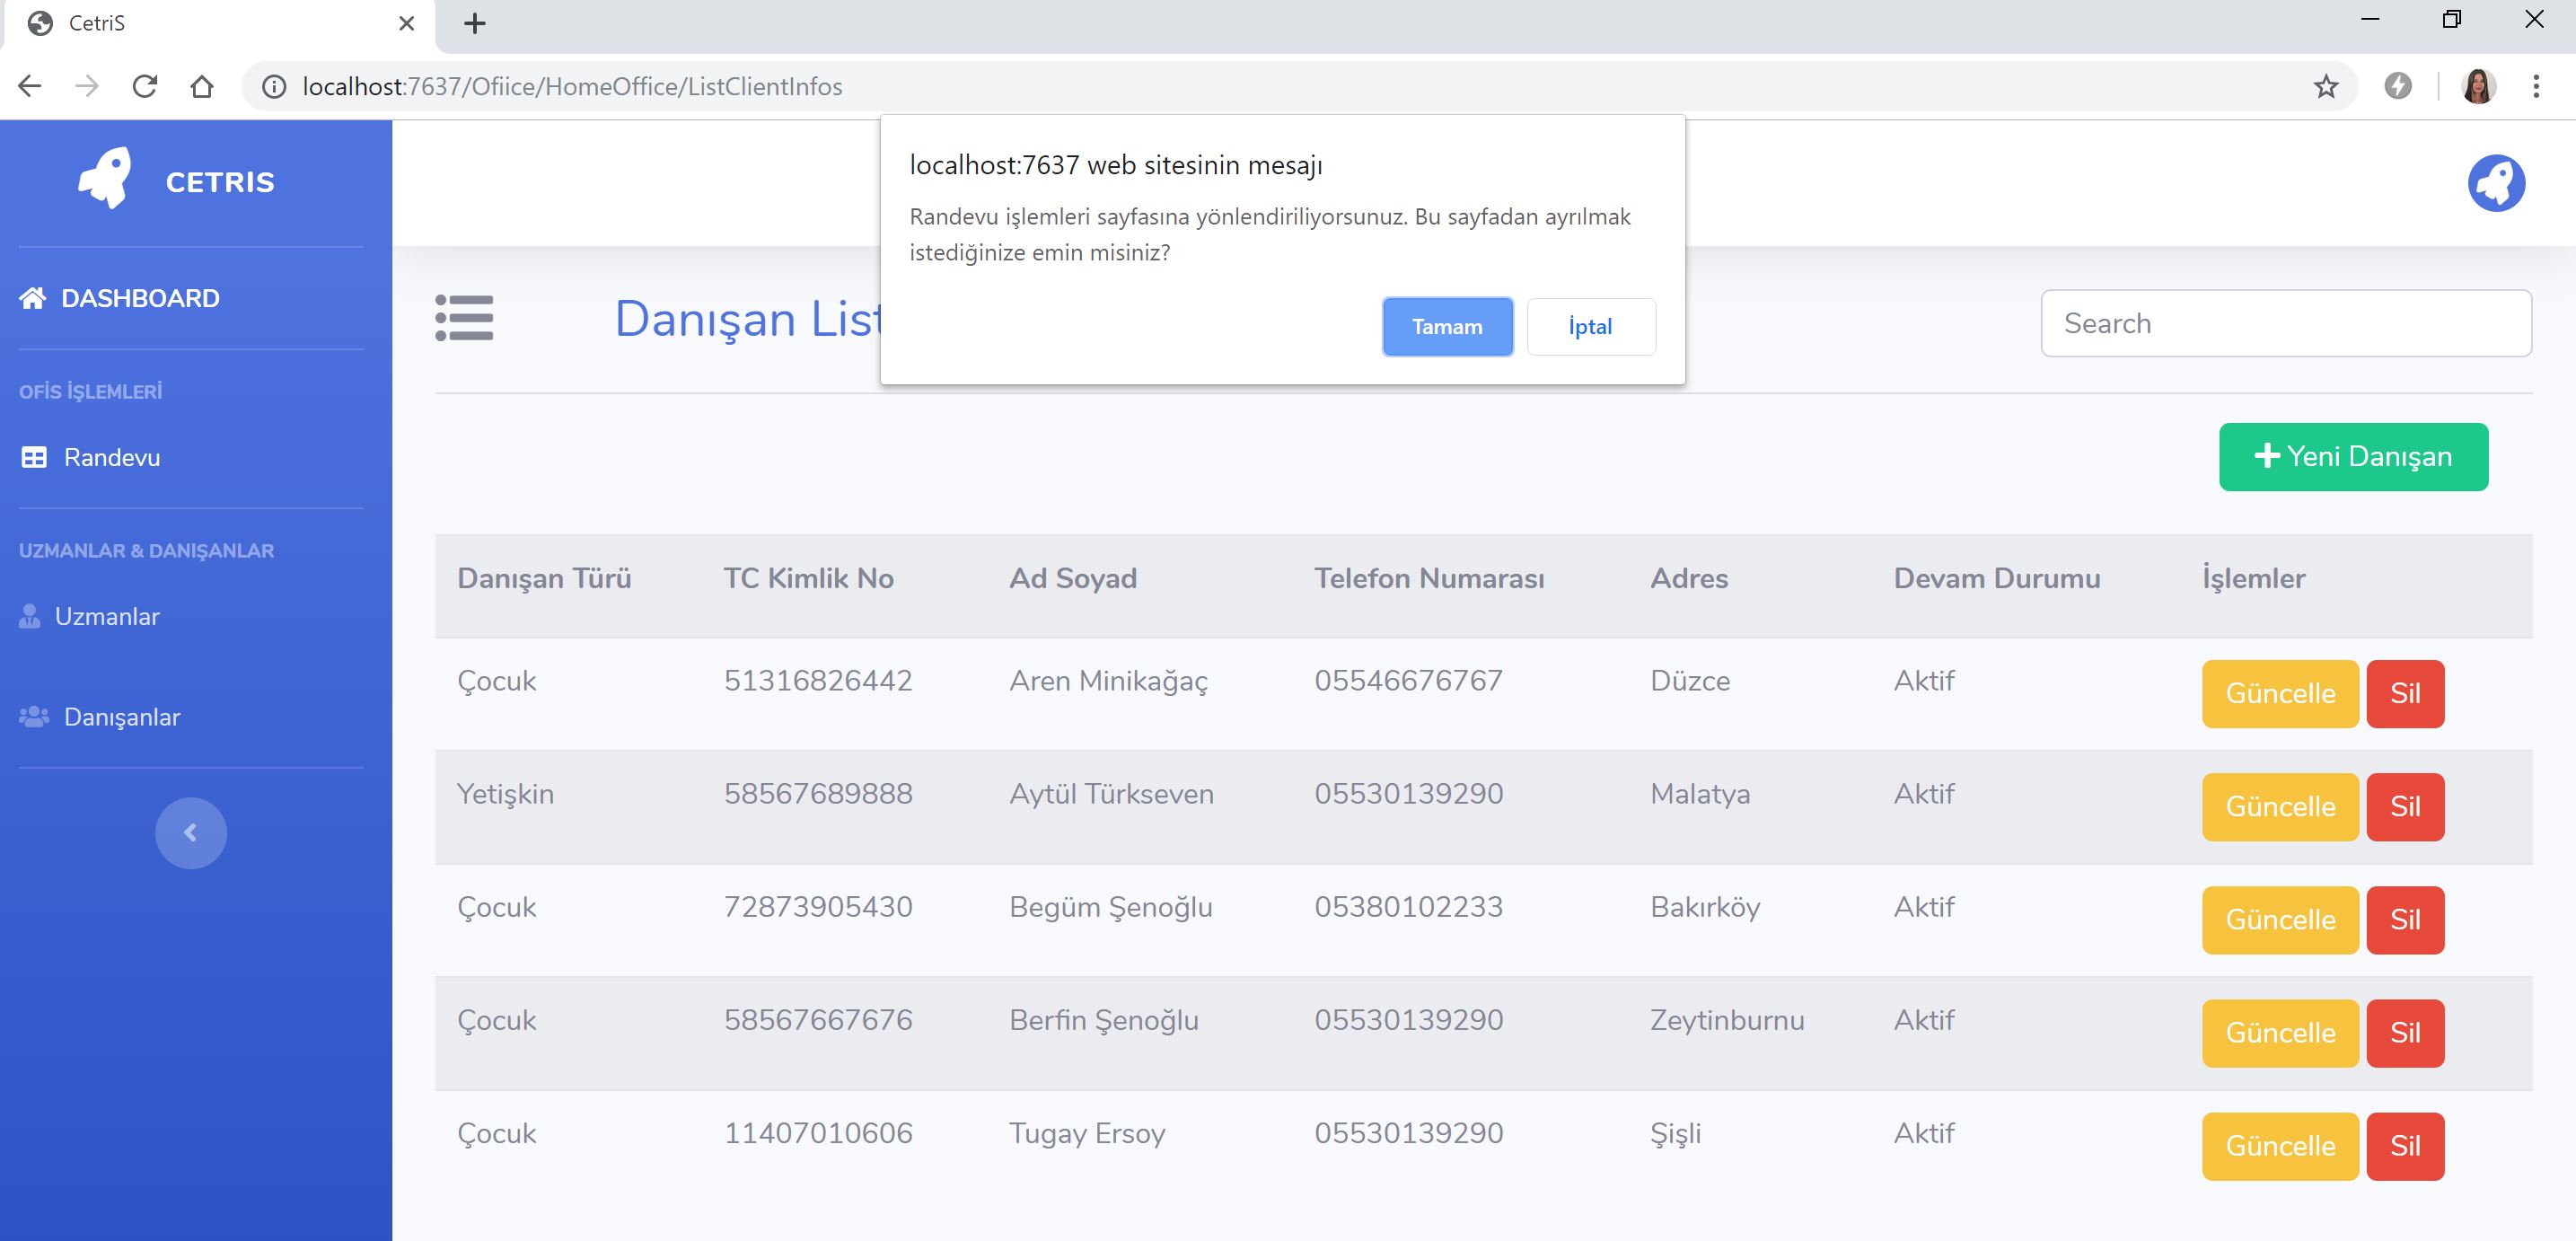 CetriS
localhost:7637/Ofiice/HomeOffice/ListClientInfos
localhost:7637 web sitesinin mesajı
Randevu işlemleri sayfasına yönlendiriliyorsunuz. Bu sayfadan ayrılmak
istediğinize emin misiniz?
Tamam İptal
CETRIS
DASHBOARD
OFİS İŞLEMLERİ
Randevu
UZMANLAR & DANIŞANLAR
Uzmanlar
Danışanlar
Danışan List
Search
Yeni Danışan
Danışan Türü TC Kimlik No Ad Soyad Telefon Numarası Adres Devam Durumu İşlemler
Çocuk 51316826442 Aren Minikağaç 05546676767 Düzce Aktif Güncelle Sil
Yetişkin 58567689888 Aytül Türkseven 05530139290 Malatya Aktif Güncelle Sil
Çocuk 72873905430 Begüm Şenoğlu 05380102233 Bakırköy Aktif Güncelle Sil
Çocuk 58567667676 Berfin Şenoğlu 05530139290 Zeytinburnu Aktif Güncelle Sil
Çocuk 11407010606 Tugay Ersoy 05530139290 Şişli Aktif Güncelle Sil